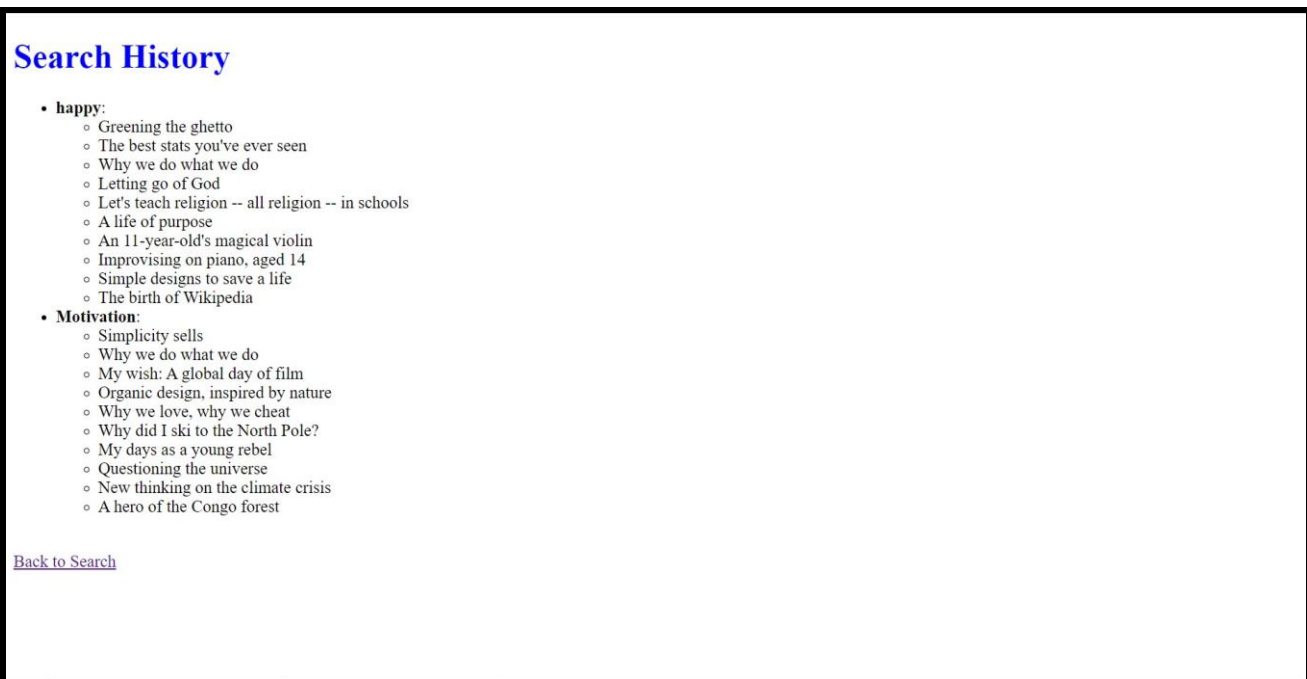 Search History
happy:
Greening the ghetto
The best stats you've ever seen
Why we do what we do
Letting go of God
Let's teach religion -- all religion -- in schools
A life of purpose
An 11-year-old's magical violin
Improvising on piano, aged 14
Simple designs to save a life
The birth of Wikipedia
Motivation:
Simplicity sells
Why we do what we do
My wish: A global day of film
Organic design, inspired by nature
Why we love, why we cheat
Why did I ski to the North Pole?
My days as a young rebel
Questioning the universe
New thinking on the climate crisis
A hero of the Congo forest
Back to Search